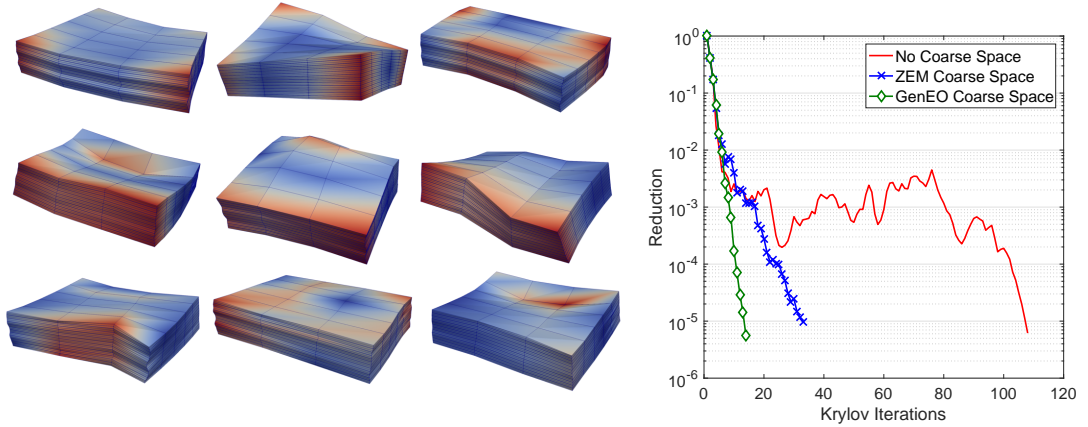 10^0
10^-1
10^-2
10^-3
10^-4
10^-5
10^-6
Reduction
No Coarse Space
ZEM Coarse Space
GenEO Coarse Space
0 20 40 60 80 100 120
Krylov Iterations